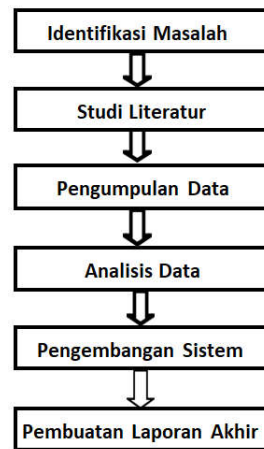 Identifikasi Masalah
Studi Literatur
Pengumpulan Data
Analisis Data
Pengembangan Sistem
Pembuatan Laporan Akhir